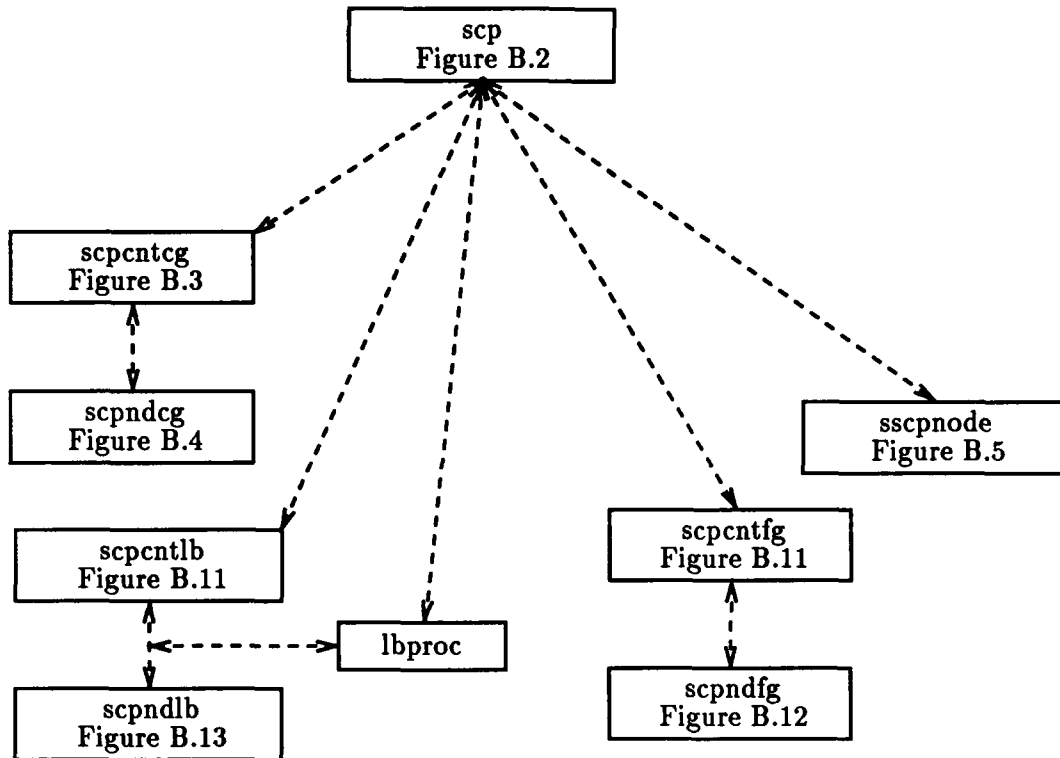 scp
Figure B.2
scpcntcg
Figure B.3
scpndcg
Figure B.4
sscpnode
Figure B.5
scpcntlb
Figure B.11
scpcntfg
Figure B.11
lbproc
scpndlb
Figure B.13
scpndfg
Figure B.12